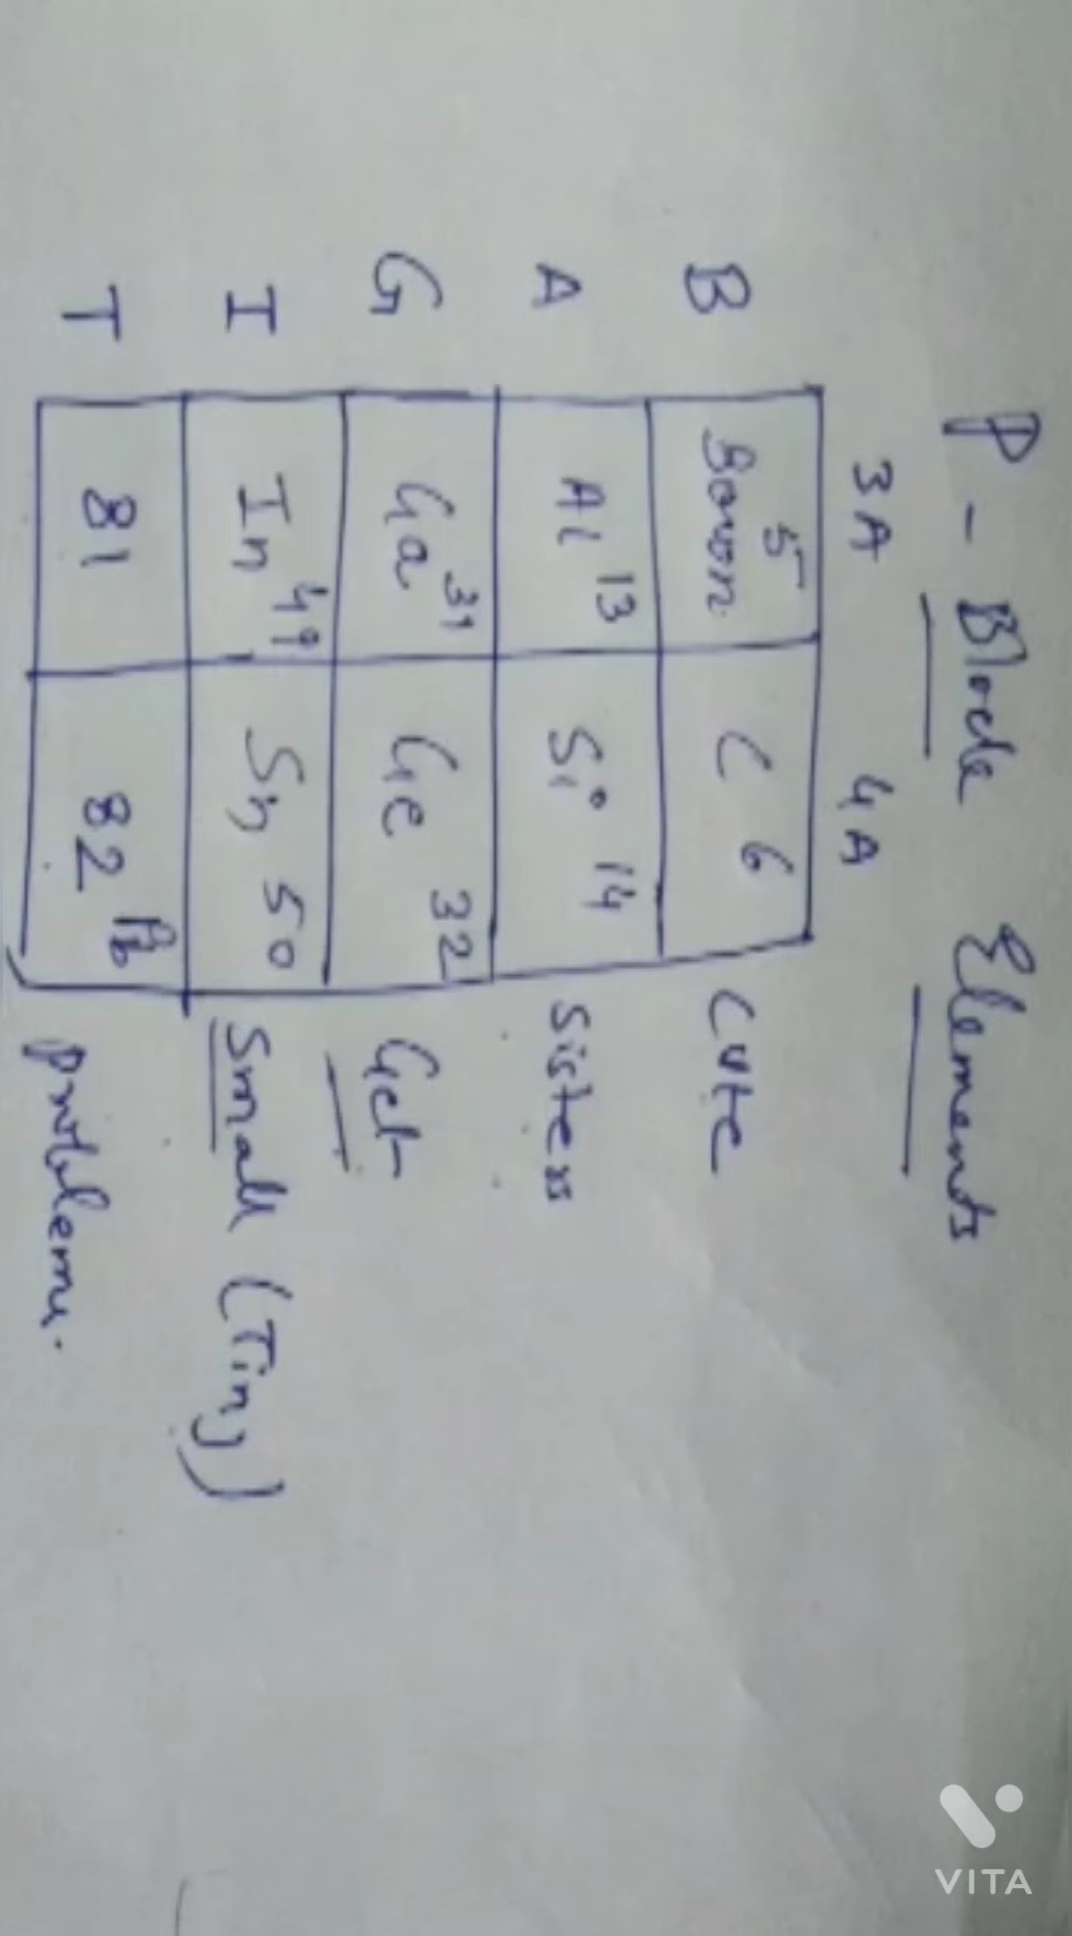 P - Block Elements
3A 4A
B Boron 5 C 6 Cute
A Al 13 Si 14 Sisters
G Ga 31 Ge 32 Get
I In 49 Sn 50 Small (Tiny)
T 81 82 Pb problems.
VITA